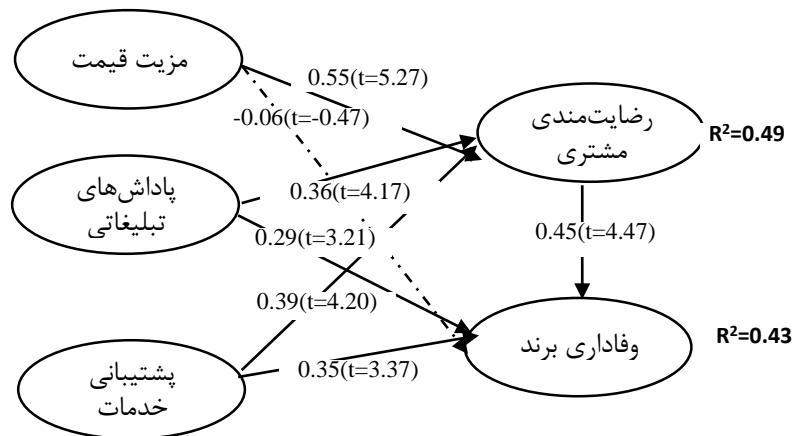 مزیت قیمت
0.55(t=5.27)
-0.06(t=-0.47)
رضایت‌مندی
مشتری
R²=0.49
پاداش‌های
تبلیغاتی
0.36(t=4.17)
0.29(t=3.21)
0.45(t=4.47)
0.39(t=4.20)
وفاداری برند
R²=0.43
پشتیبانی
خدمات
0.35(t=3.37)